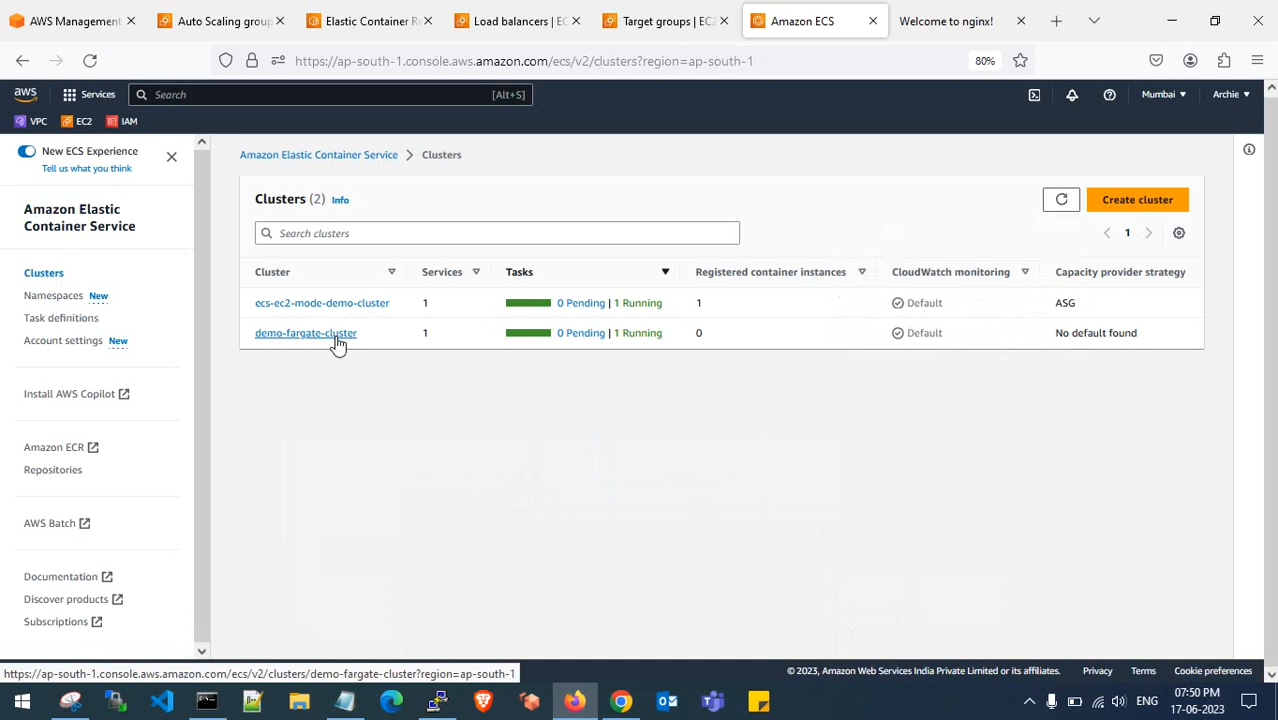 AWS Management
Auto Scaling group
Elastic Container Re
Load balancers | EC
Target groups | EC2
Amazon ECS
Welcome to nginx!
https://ap-south-1.console.aws.amazon.com/ecs/v2/clusters?region=ap-south-1
80%
aws
Services
Search
[Alt+S]
Mumbai
Archie
VPC
EC2
IAM
New ECS Experience
Tell us what you think
Amazon Elastic
Container Service
Clusters
Namespaces New
Task definitions
Account settings New
Install AWS Copilot
Amazon ECR
Repositories
AWS Batch
Documentation
Discover products
Subscriptions
Amazon Elastic Container Service > Clusters
Clusters (2) Info
Create cluster
Search clusters
1
Cluster Services Tasks Registered container instances CloudWatch monitoring Capacity provider strategy
ecs-ec2-mode-demo-cluster 1 0 Pending | 1 Running 1 Default ASG
demo-fargate-cluster 1 0 Pending | 1 Running 0 Default No default found
https://ap-south-1.console.aws.amazon.com/ecs/v2/clusters/demo-fargate-cluster?region=ap-south-1
© 2023, Amazon Web Services India Private Limited or its affiliates.
Privacy
Terms
Cookie preferences
ENG
07:50 PM
17-06-2023